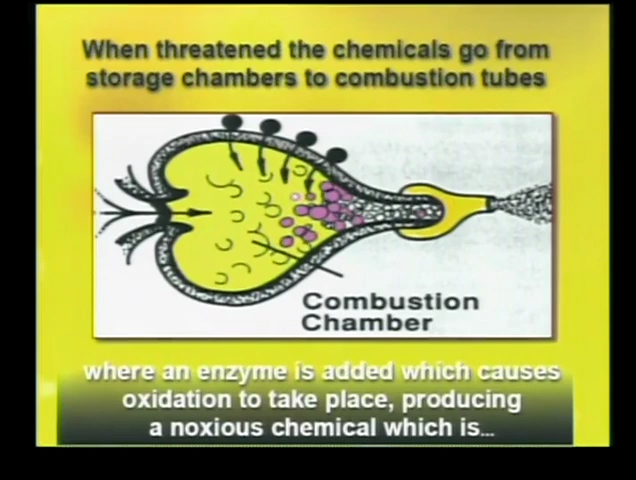 When threatened the chemicals go from
storage chambers to combustion tubes
Combustion
Chamber
where an enzyme is added which causes
oxidation to take place, producing
a noxious chemical which is...